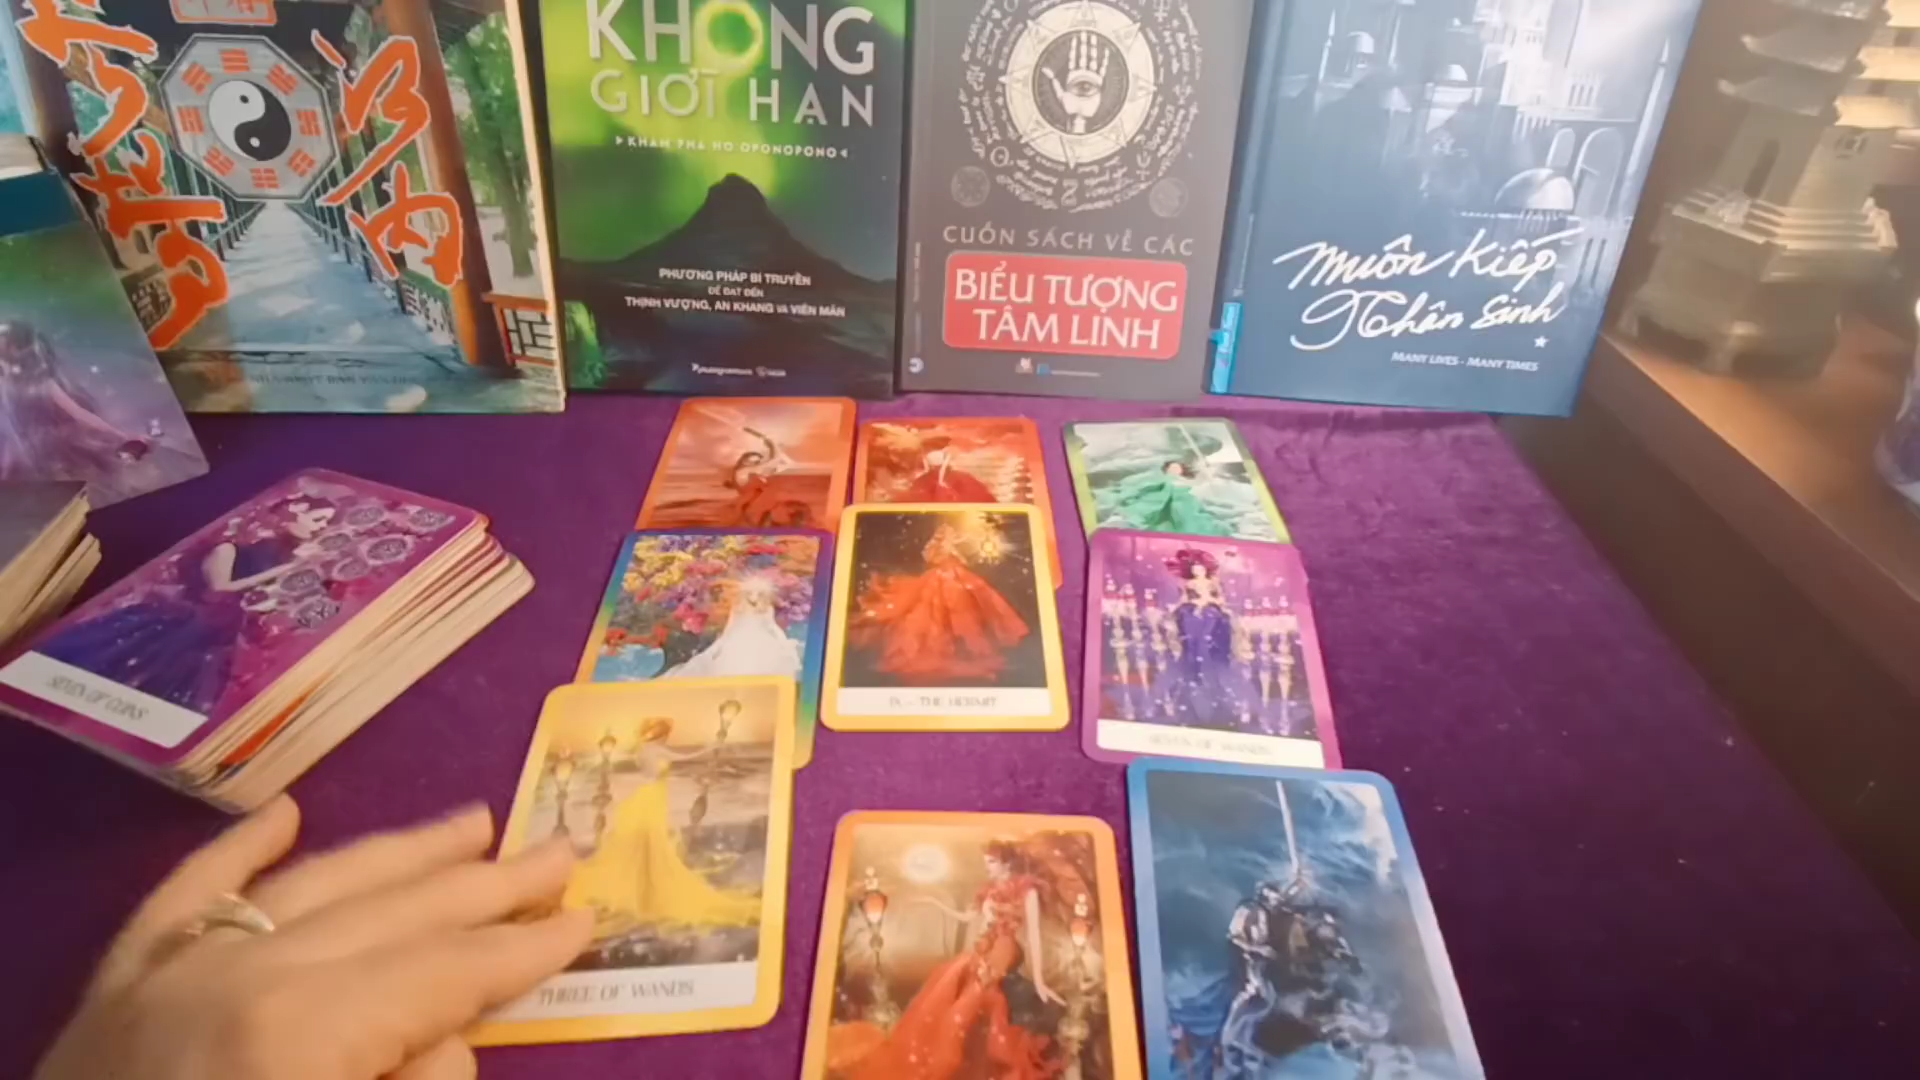 KHÔNG
GIỚI HẠN
KHÁM PHÁ HO OPONOPONO
PHƯƠNG PHÁP BÍ TRUYỀN
ĐỂ ĐẠT ĐẾN
THỊNH VƯỢNG, AN KHANG VÀ VIÊN MÃN
CUỐN SÁCH VỀ CÁC
BIỂU TƯỢNG
TÂM LINH
Muôn Kiếp
Nhân Sinh
MANY LIVES - MANY TIMES
SEVEN OF CUPS
IX - THE HERMIT
SEVEN OF WANDS
THREE OF WANDS